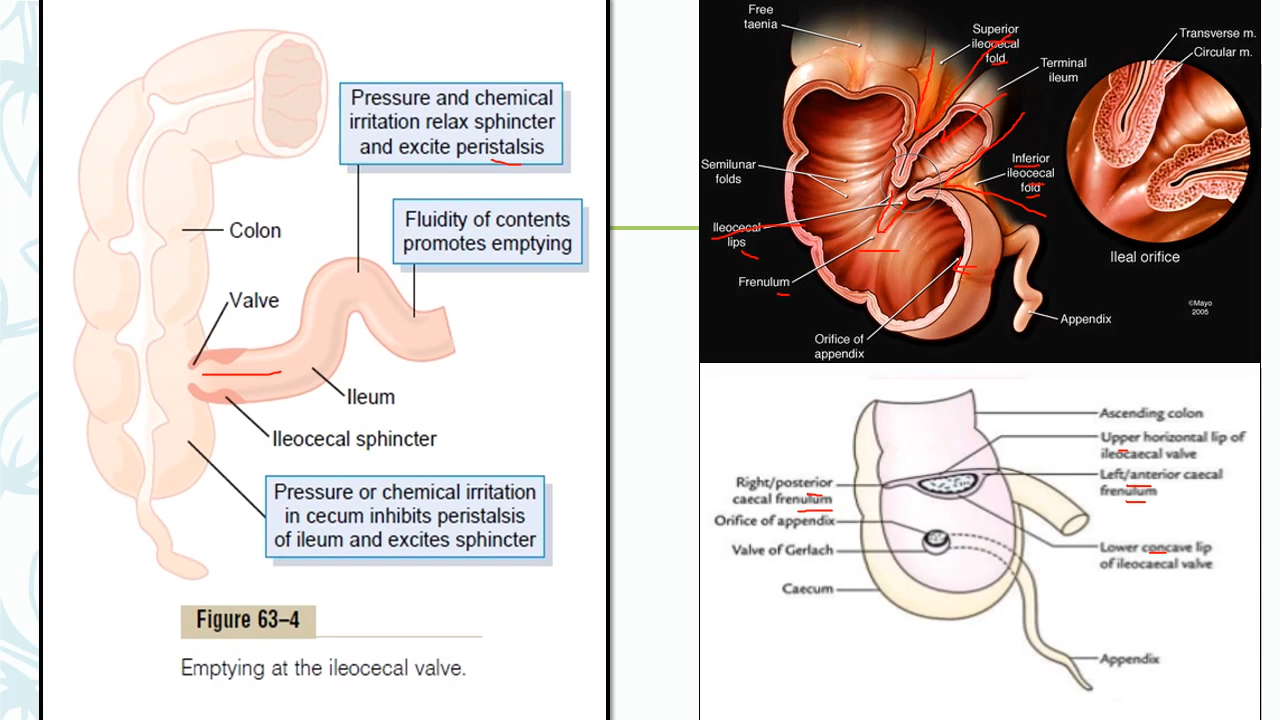 Pressure and chemical
irritation relax sphincter
and excite peristalsis
Fluidity of contents
promotes emptying
Colon
Valve
Ileum
Ileocecal sphincter
Pressure or chemical irritation
in cecum inhibits peristalsis
of ileum and excites sphincter
Figure 63–4
Emptying at the ileocecal valve.
Free
taenia
Superior
ileocecal
fold
Terminal
ileum
Transverse m.
Circular m.
Semilunar
folds
Inferior
ileocecal
fold
Ileocecal
lips
Frenulum
Ileal orifice
©Mayo
2005
Appendix
Orifice of
appendix
Ascending colon
Upper horizontal lip of
ileocaecal valve
Right/posterior
caecal frenulum
Left/anterior caecal
frenulum
Orifice of appendix
Valve of Gerlach
Lower concave lip
of ileocaecal valve
Caecum
Appendix